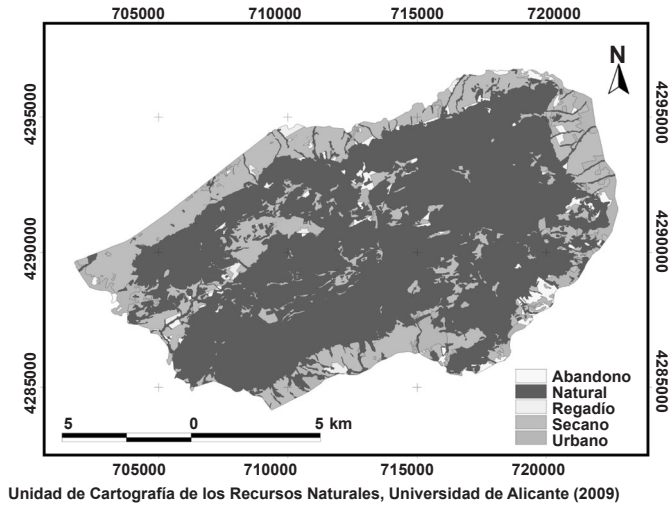 705000 710000 715000 720000
N
4295000 4295000
4290000 4290000
4285000 4285000
Abandono
Natural
Regadío
Secano
Urbano
5 0 5 km
705000 710000 715000 720000
Unidad de Cartografía de los Recursos Naturales, Universidad de Alicante (2009)